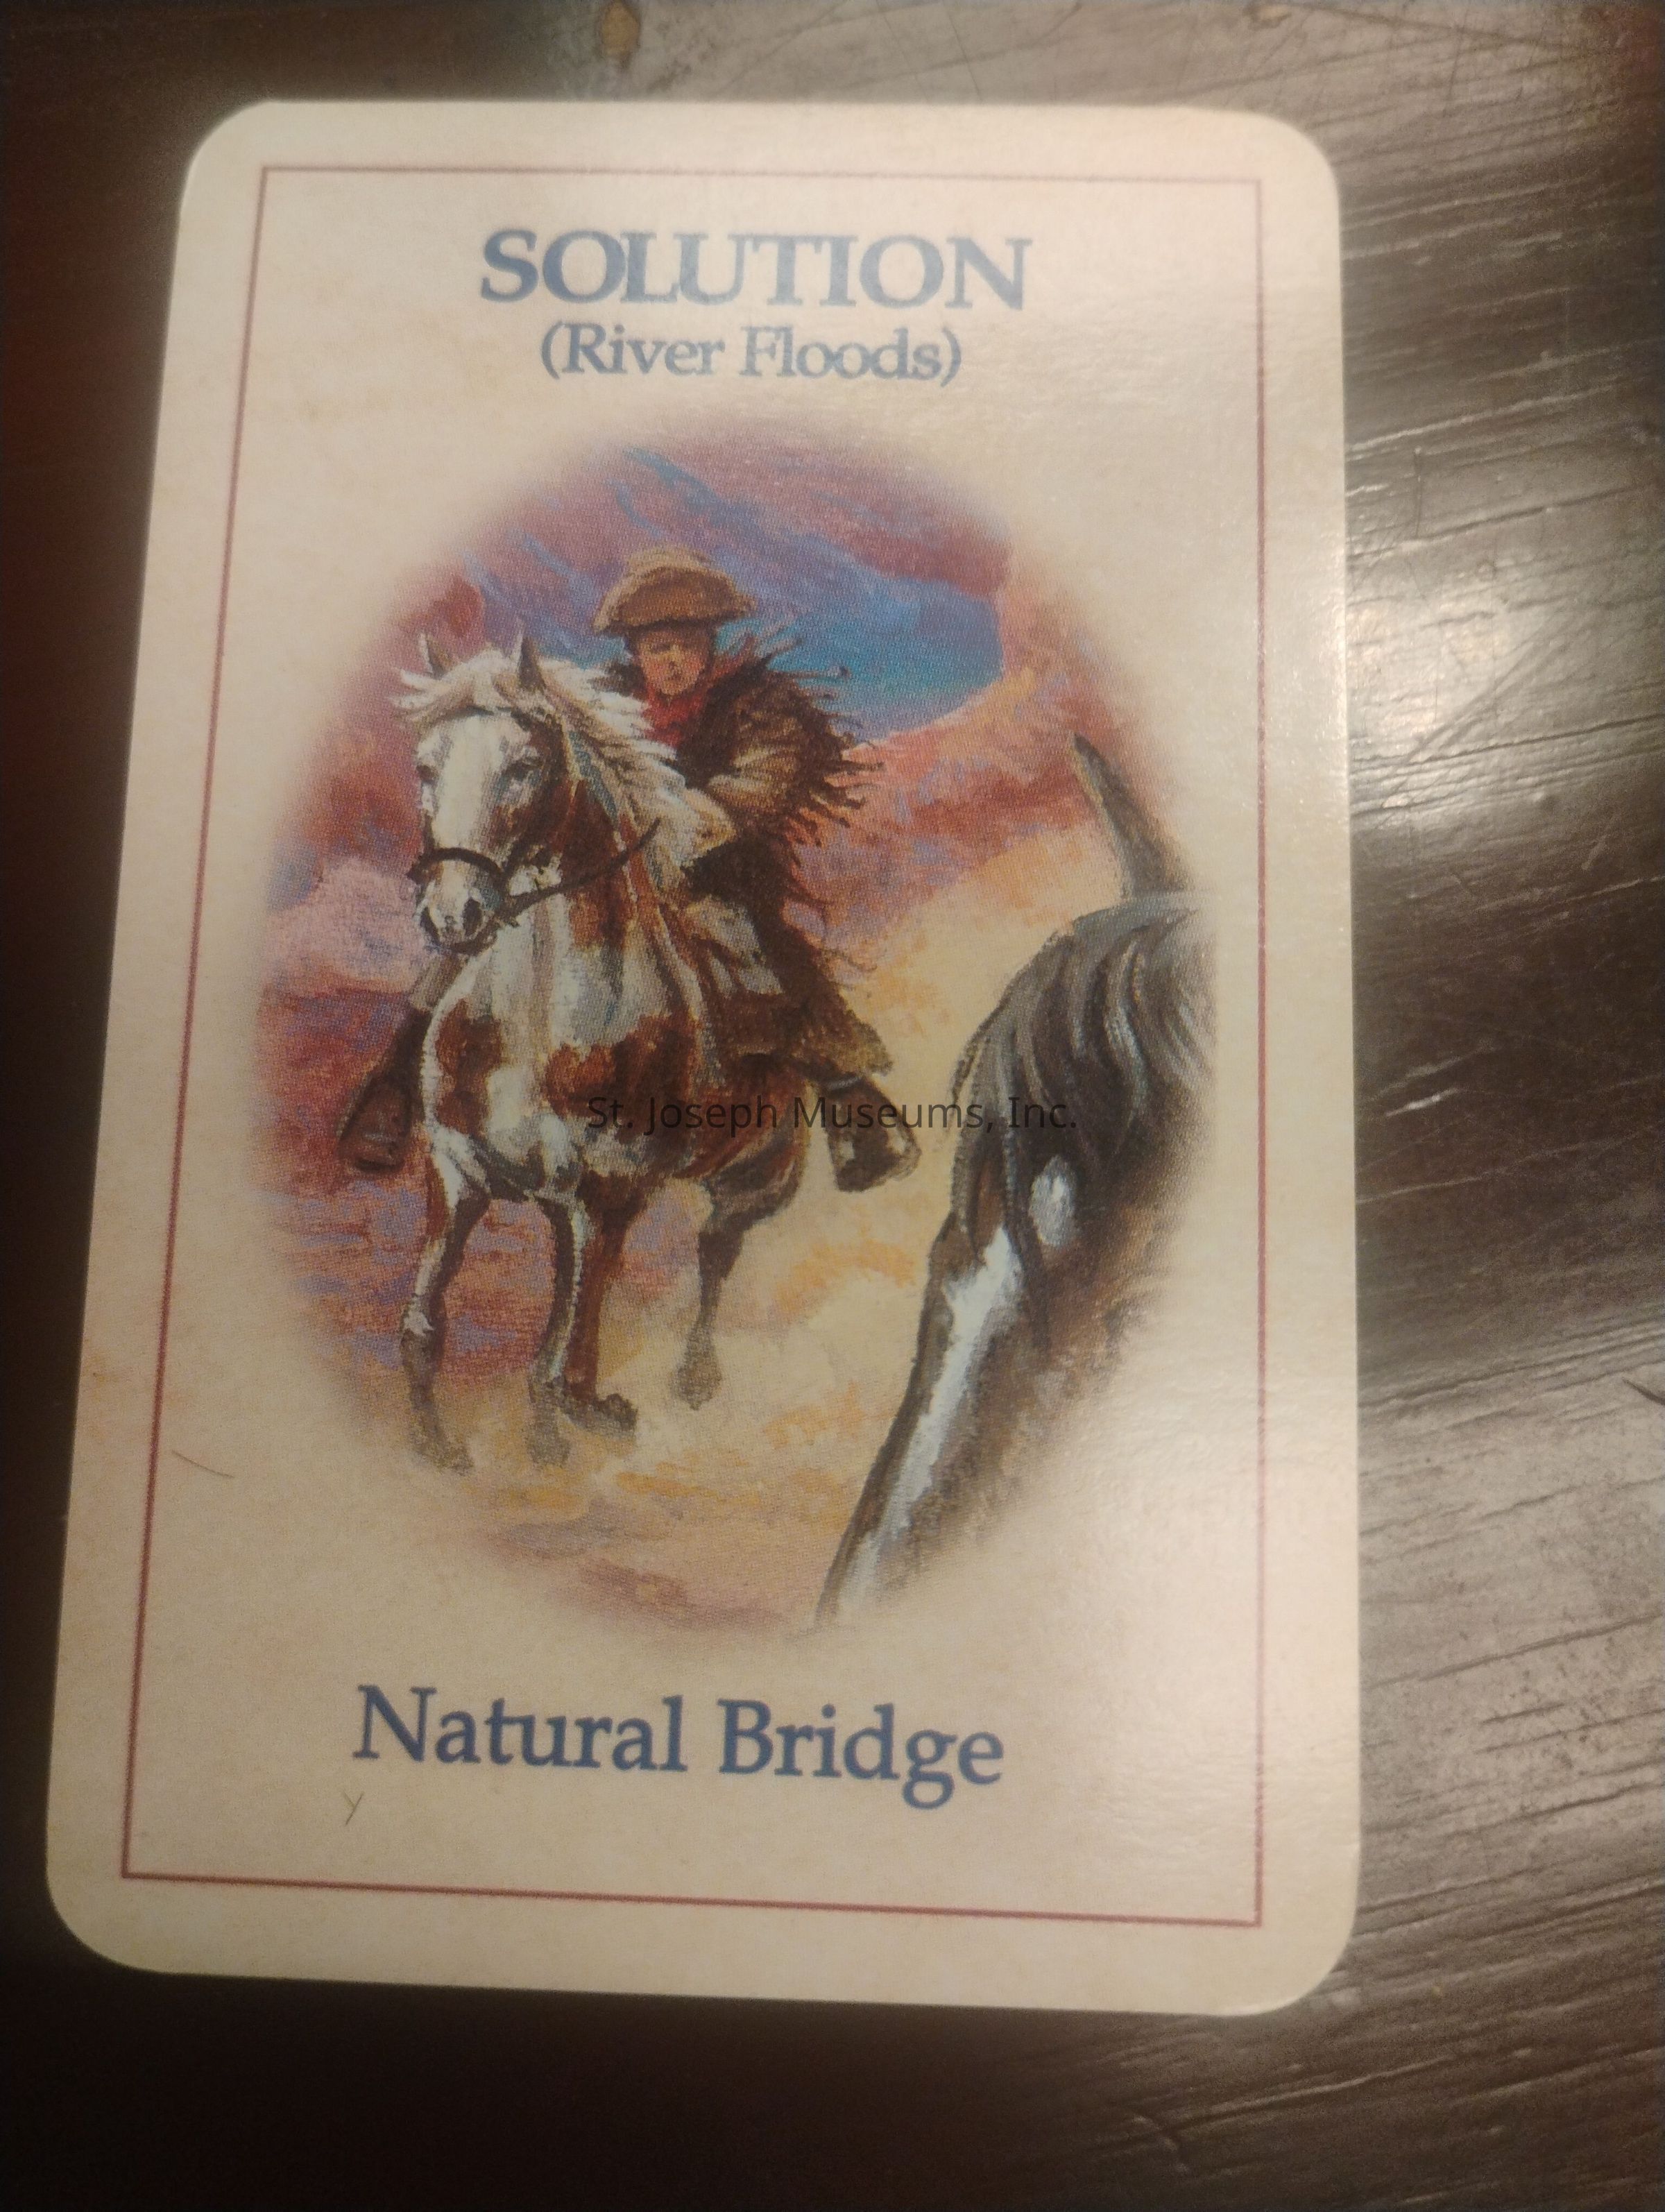 SOLUTION
(River Floods)
St. Joseph Museums, Inc.
Natural Bridge